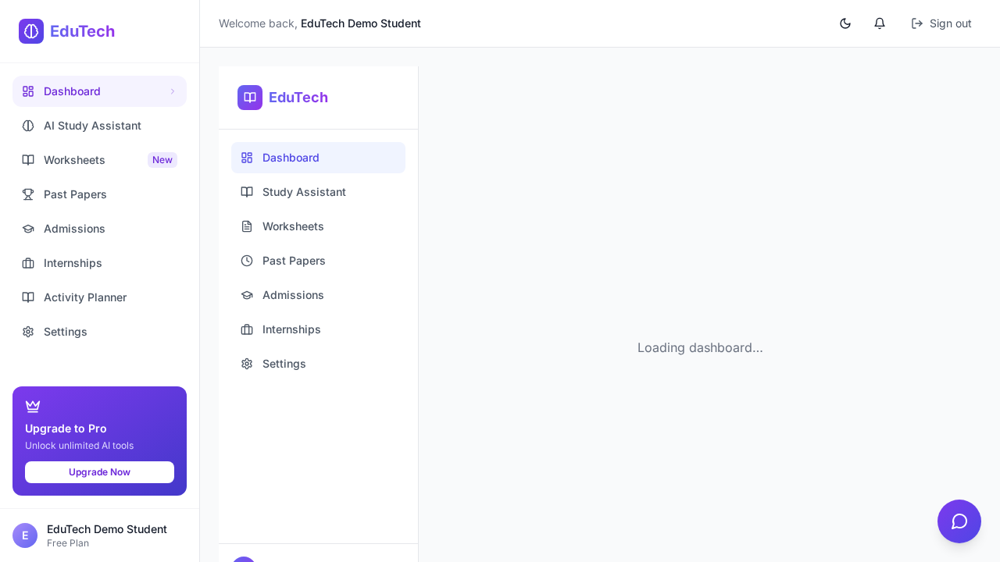 EduTech
Dashboard
AI Study Assistant
Worksheets New
Past Papers
Admissions
Internships
Activity Planner
Settings
Upgrade to Pro
Unlock unlimited AI tools
Upgrade Now
E
EduTech Demo Student
Free Plan
Welcome back, EduTech Demo Student
Sign out
EduTech
Dashboard
Study Assistant
Worksheets
Past Papers
Admissions
Internships
Settings
Loading dashboard...